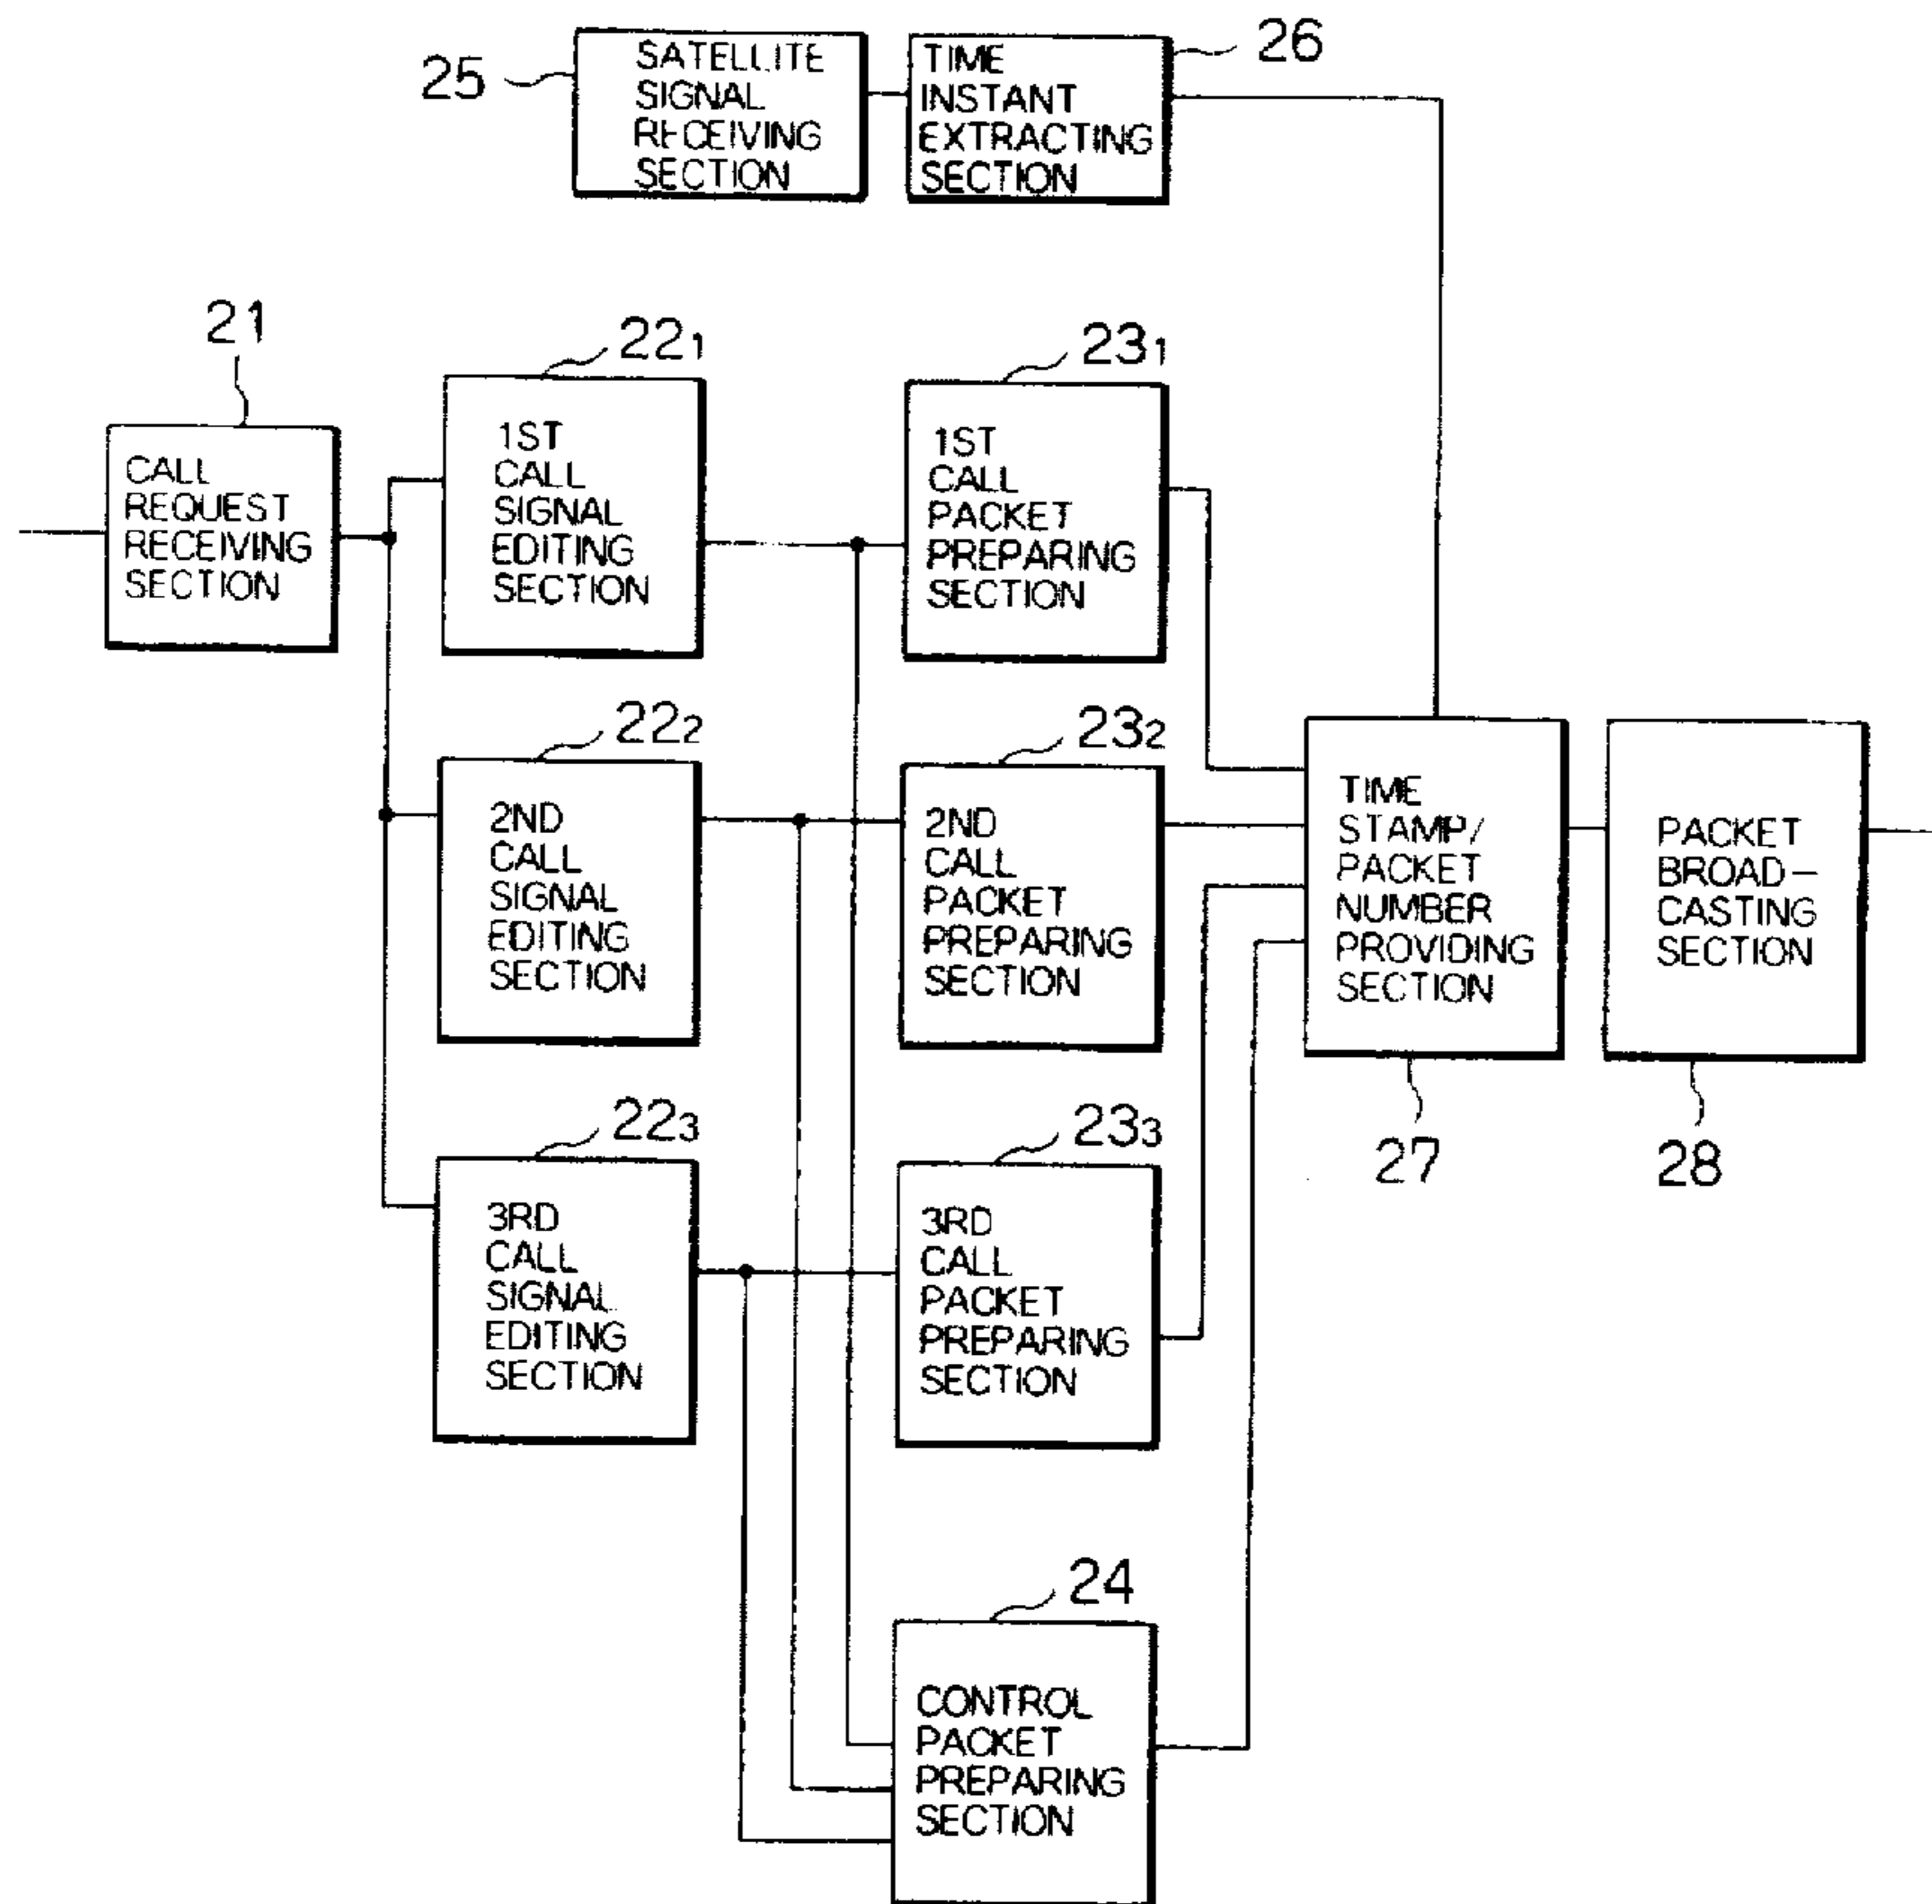 25
SATELLITE
SIGNAL
RECEIVING
SECTION
TIME
INSTANT
EXTRACTING
SECTION
26
21
CALL
REQUEST
RECEIVING
SECTION
22₁
1ST
CALL
SIGNAL
EDITING
SECTION
23₁
1ST
CALL
PACKET
PREPARING
SECTION
22₂
2ND
CALL
SIGNAL
EDITING
SECTION
23₂
2ND
CALL
PACKET
PREPARING
SECTION
TIME
STAMP/
PACKET
NUMBER
PROVIDING
SECTION
27
PACKET
BROAD–
CASTING
SECTION
28
22₃
3RD
CALL
SIGNAL
EDITING
SECTION
23₃
3RD
CALL
PACKET
PREPARING
SECTION
24
CONTROL
PACKET
PREPARING
SECTION